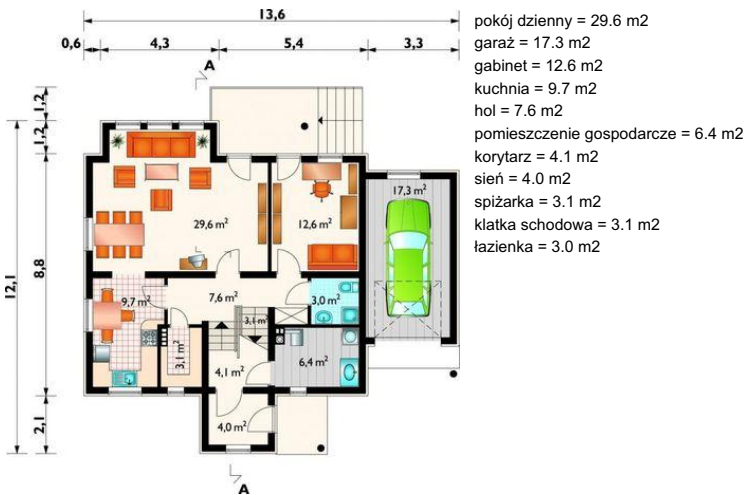 13,6
0,6 4,3 5,4 3,3
A
1,2
1,2
12,1
8,8
2,1
29,6 m²
12,6 m²
17,3 m²
9,7 m²
7,6 m²
3,0 m²
3,1 m²
3,1 m²
4,1 m²
6,4 m²
4,0 m²
A
pokój dzienny = 29.6 m2
garaż = 17.3 m2
gabinet = 12.6 m2
kuchnia = 9.7 m2
hol = 7.6 m2
pomieszczenie gospodarcze = 6.4 m2
korytarz = 4.1 m2
sień = 4.0 m2
spiżarka = 3.1 m2
klatka schodowa = 3.1 m2
łazienka = 3.0 m2